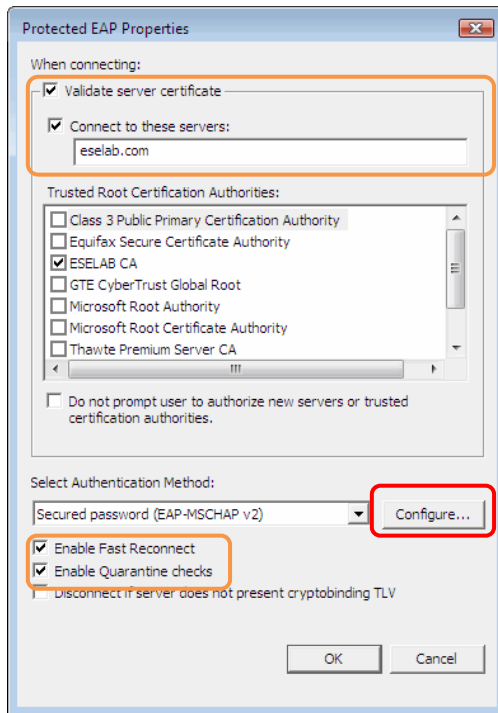 Protected EAP Properties
When connecting:
Validate server certificate
Connect to these servers:
eselab.com
Trusted Root Certification Authorities:
Class 3 Public Primary Certification Authority
Equifax Secure Certificate Authority
ESELAB CA
GTE CyberTrust Global Root
Microsoft Root Authority
Microsoft Root Certificate Authority
Thawte Premium Server CA
Do not prompt user to authorize new servers or trusted
certification authorities.
Select Authentication Method:
Secured password (EAP-MSCHAP v2)
Configure...
Enable Fast Reconnect
Enable Quarantine checks
Disconnect if server does not present cryptobinding TLV
OK
Cancel